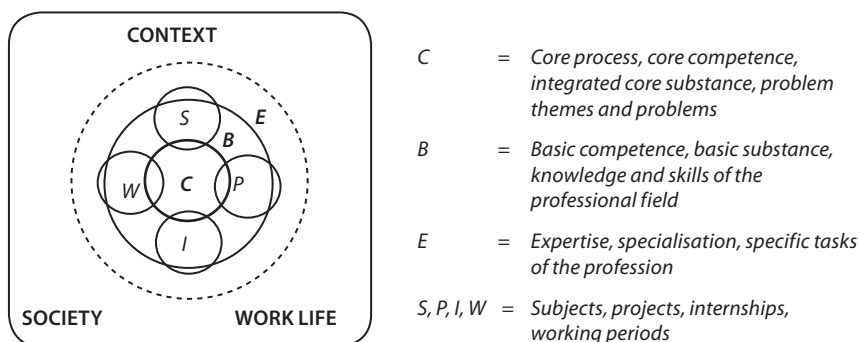 CONTEXT
S
E
B
W
C
P
I
SOCIETY WORK LIFE
C = Core process, core competence,
integrated core substance, problem
themes and problems
B = Basic competence, basic substance,
knowledge and skills of the
professional field
E = Expertise, specialisation, specific tasks
of the profession
S, P, I, W = Subjects, projects, internships,
working periods